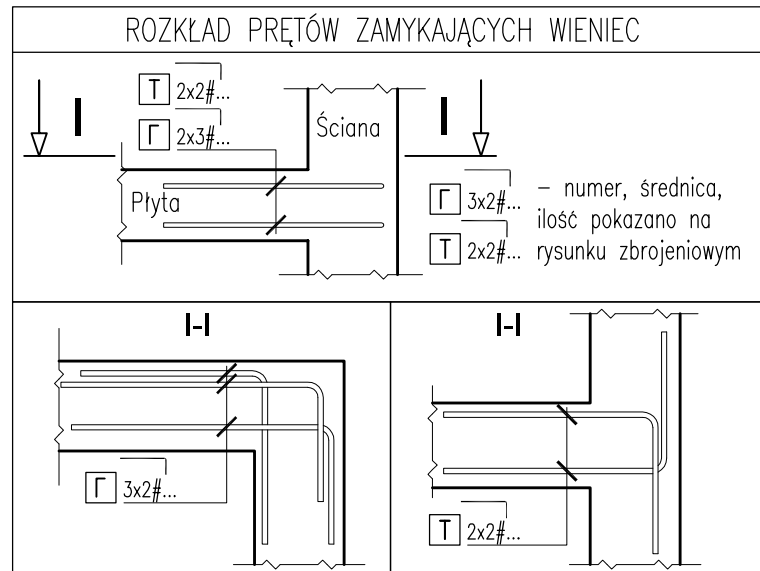 ROZKŁAD PRĘTÓW ZAMYKAJĄCYCH WIENIEC
I
T 2x2#...
Γ 2x3#...
Ściana
I
Płyta
Γ 3x2#... – numer, średnica,
ilość pokazano na
T 2x2#... rysunku zbrojeniowym
I-I
Γ 3x2#...
I-I
T 2x2#...